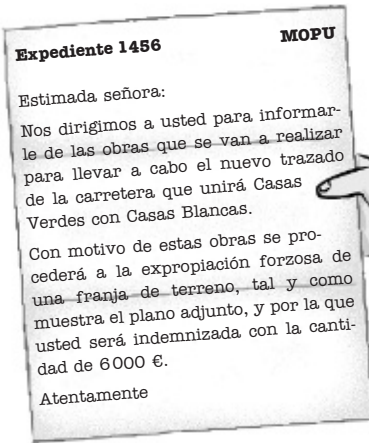 Expediente 1456 MOPU
Estimada señora:
Nos dirigimos a usted para informar-
le de las obras que se van a realizar
para llevar a cabo el nuevo trazado
de la carretera que unirá Casas
Verdes con Casas Blancas.
Con motivo de estas obras se pro-
cederá a la expropiación forzosa de
una franja de terreno, tal y como
muestra el plano adjunto, y por la que
usted será indemnizada con la canti-
dad de 6000 €.
Atentamente